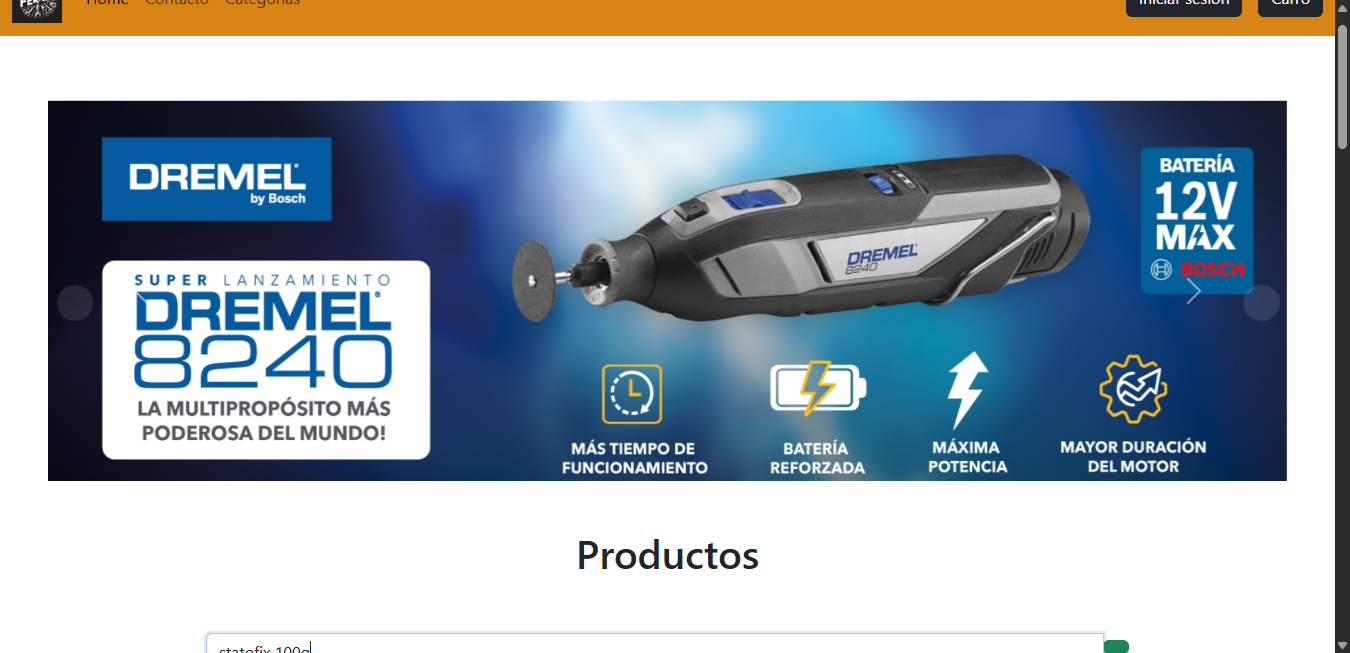 Home Contacto Categorías
Iniciar sesión Carro
DREMEL
by Bosch
SUPER LANZAMIENTO
DREMEL
8240
LA MULTIPROPÓSITO MÁS
PODEROSA DEL MUNDO!
DREMEL
8240
BATERÍA
12V
MAX
BOSCH
MÁS TIEMPO DE
FUNCIONAMIENTO
BATERÍA
REFORZADA
MÁXIMA
POTENCIA
MAYOR DURACIÓN
DEL MOTOR
Productos
statofix 100g